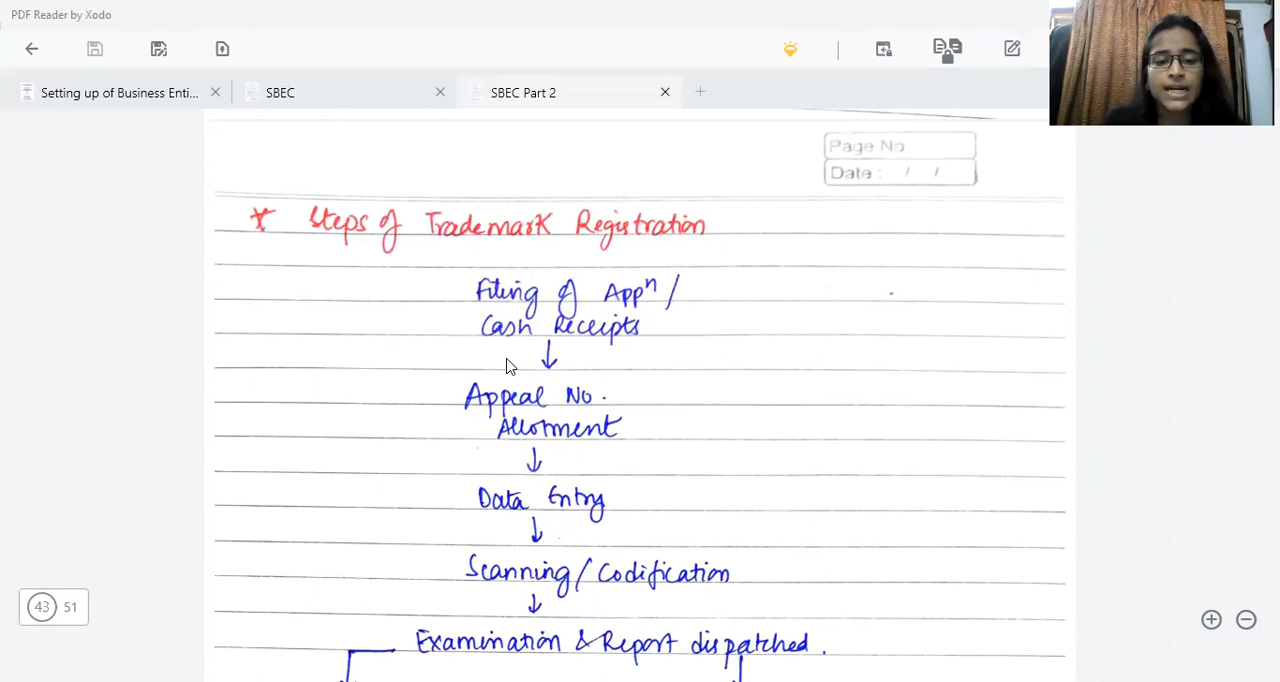 PDF Reader by Xodo
Setting up of Business Enti...
SBEC
SBEC Part 2
Page No.
Date : / /
* Steps of Trademark Registration
Filing of Appⁿ /
Cash Receipts
↓
Appeal No.
Allotment
↓
Data Entry
↓
Scanning / Codification
↓
Examination & Report dispatched.
43 51